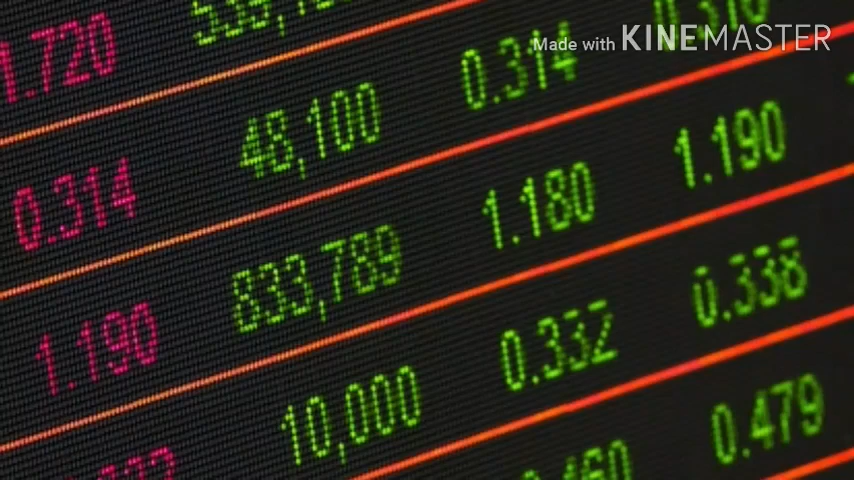 Made with KINEMASTER
1.720
0.314 48,100 0.314
1.190 833,789 1.180 1.190
10,000 0.332 0.338
0.479